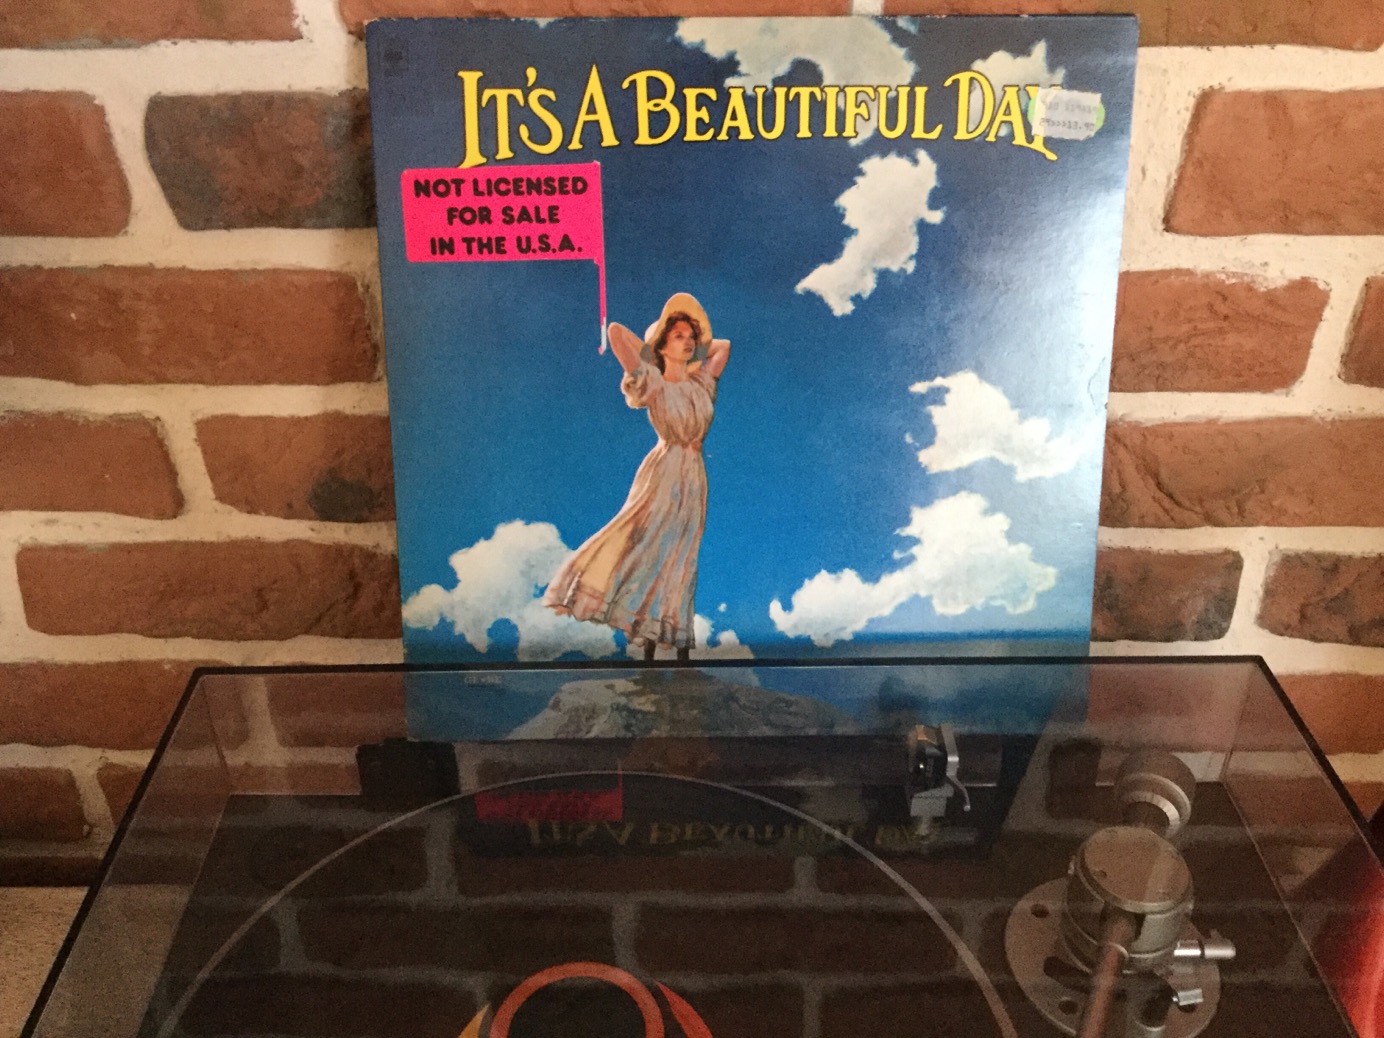 IT'S A BEAUTIFUL DAY
NOT LICENSED
FOR SALE
IN THE U.S.A.